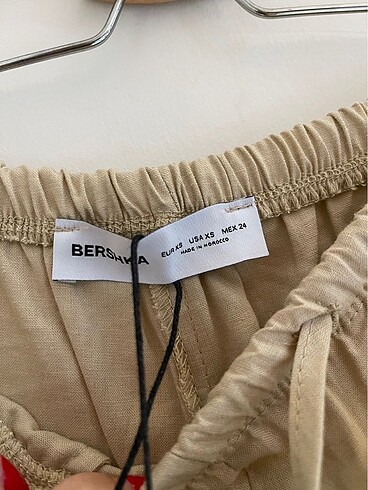 BERSHKA
EUR XS USA XS MEX 24
MADE IN MOROCCO